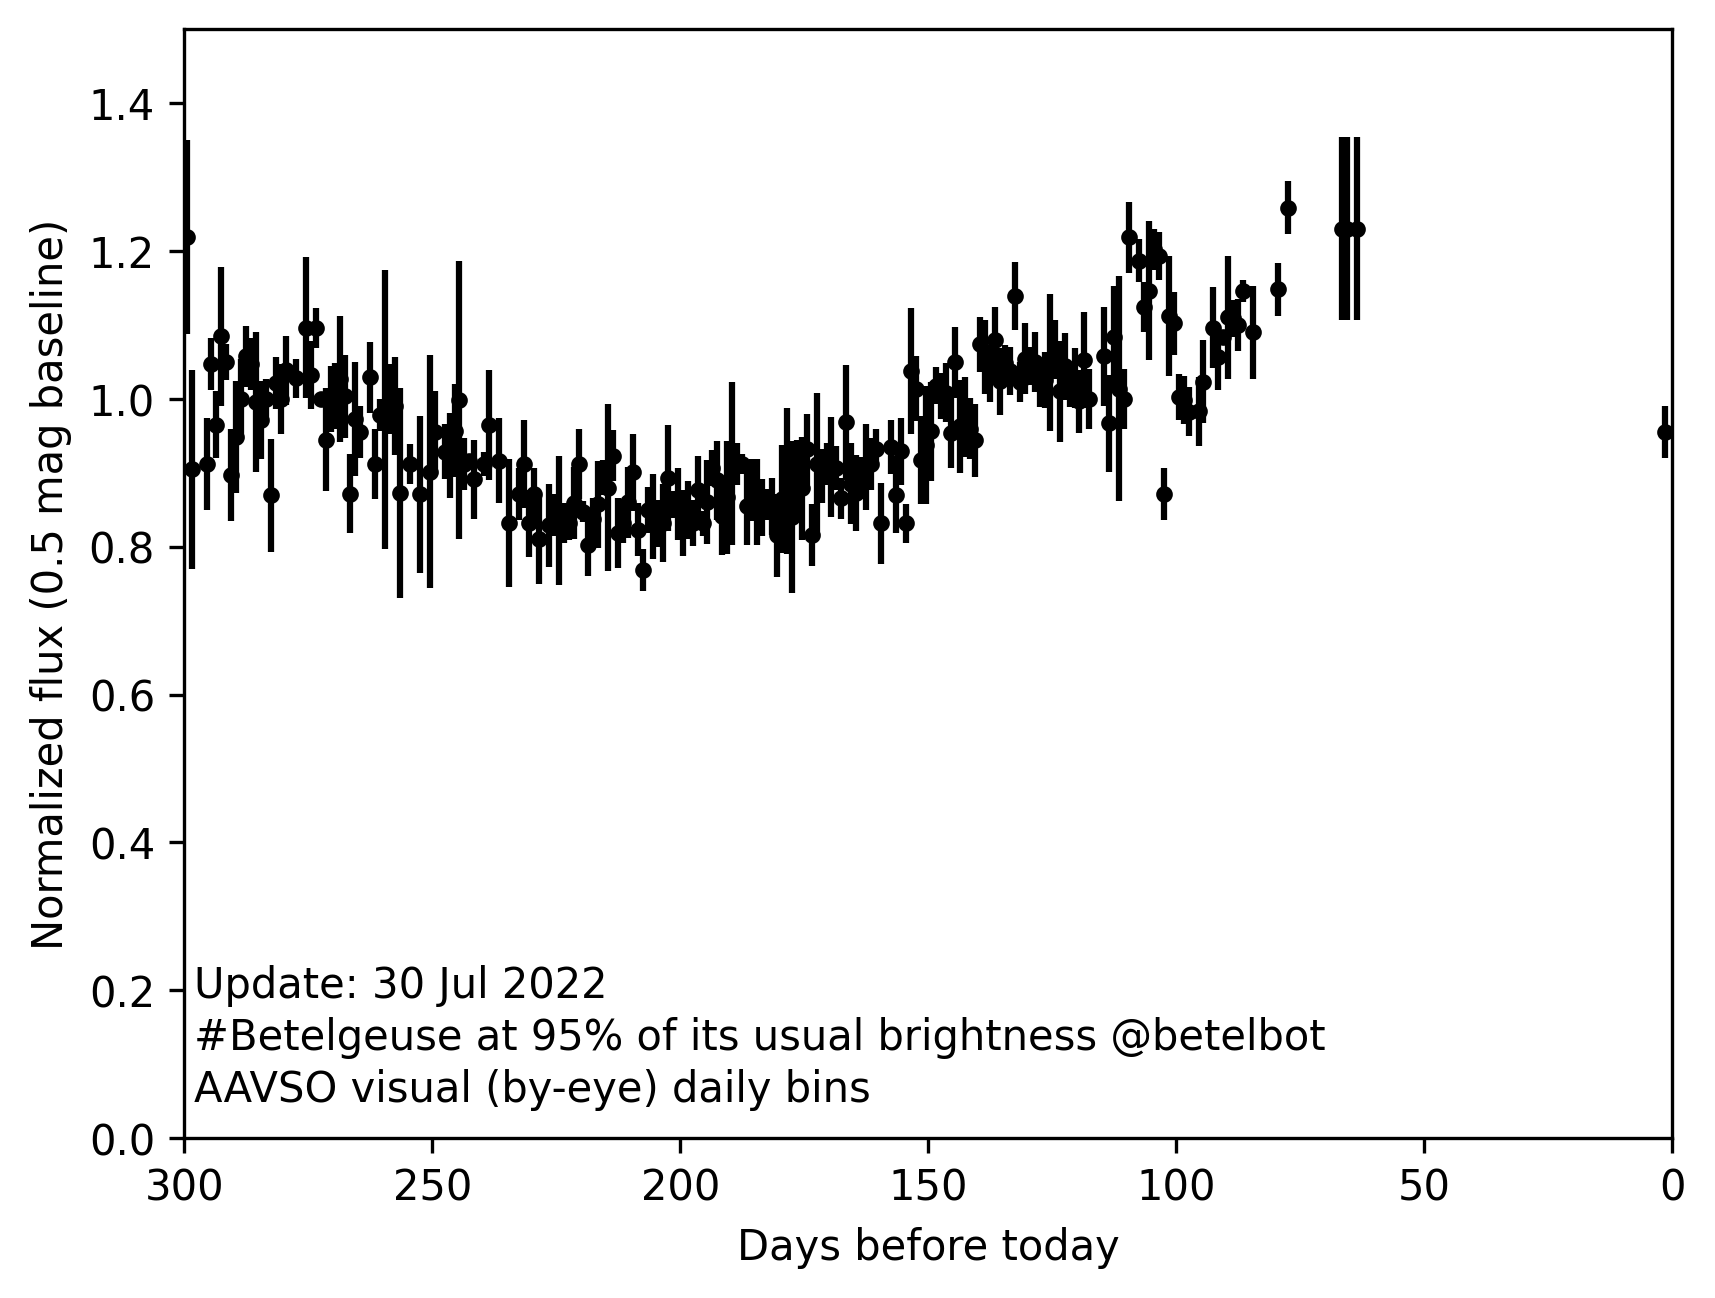 1.4
1.2
1.0
0.8
0.6
0.4
0.2
0.0
Normalized flux (0.5 mag baseline)
Update: 30 Jul 2022
#Betelgeuse at 95% of its usual brightness @betelbot
AAVSO visual (by-eye) daily bins
300 250 200 150 100 50 0
Days before today